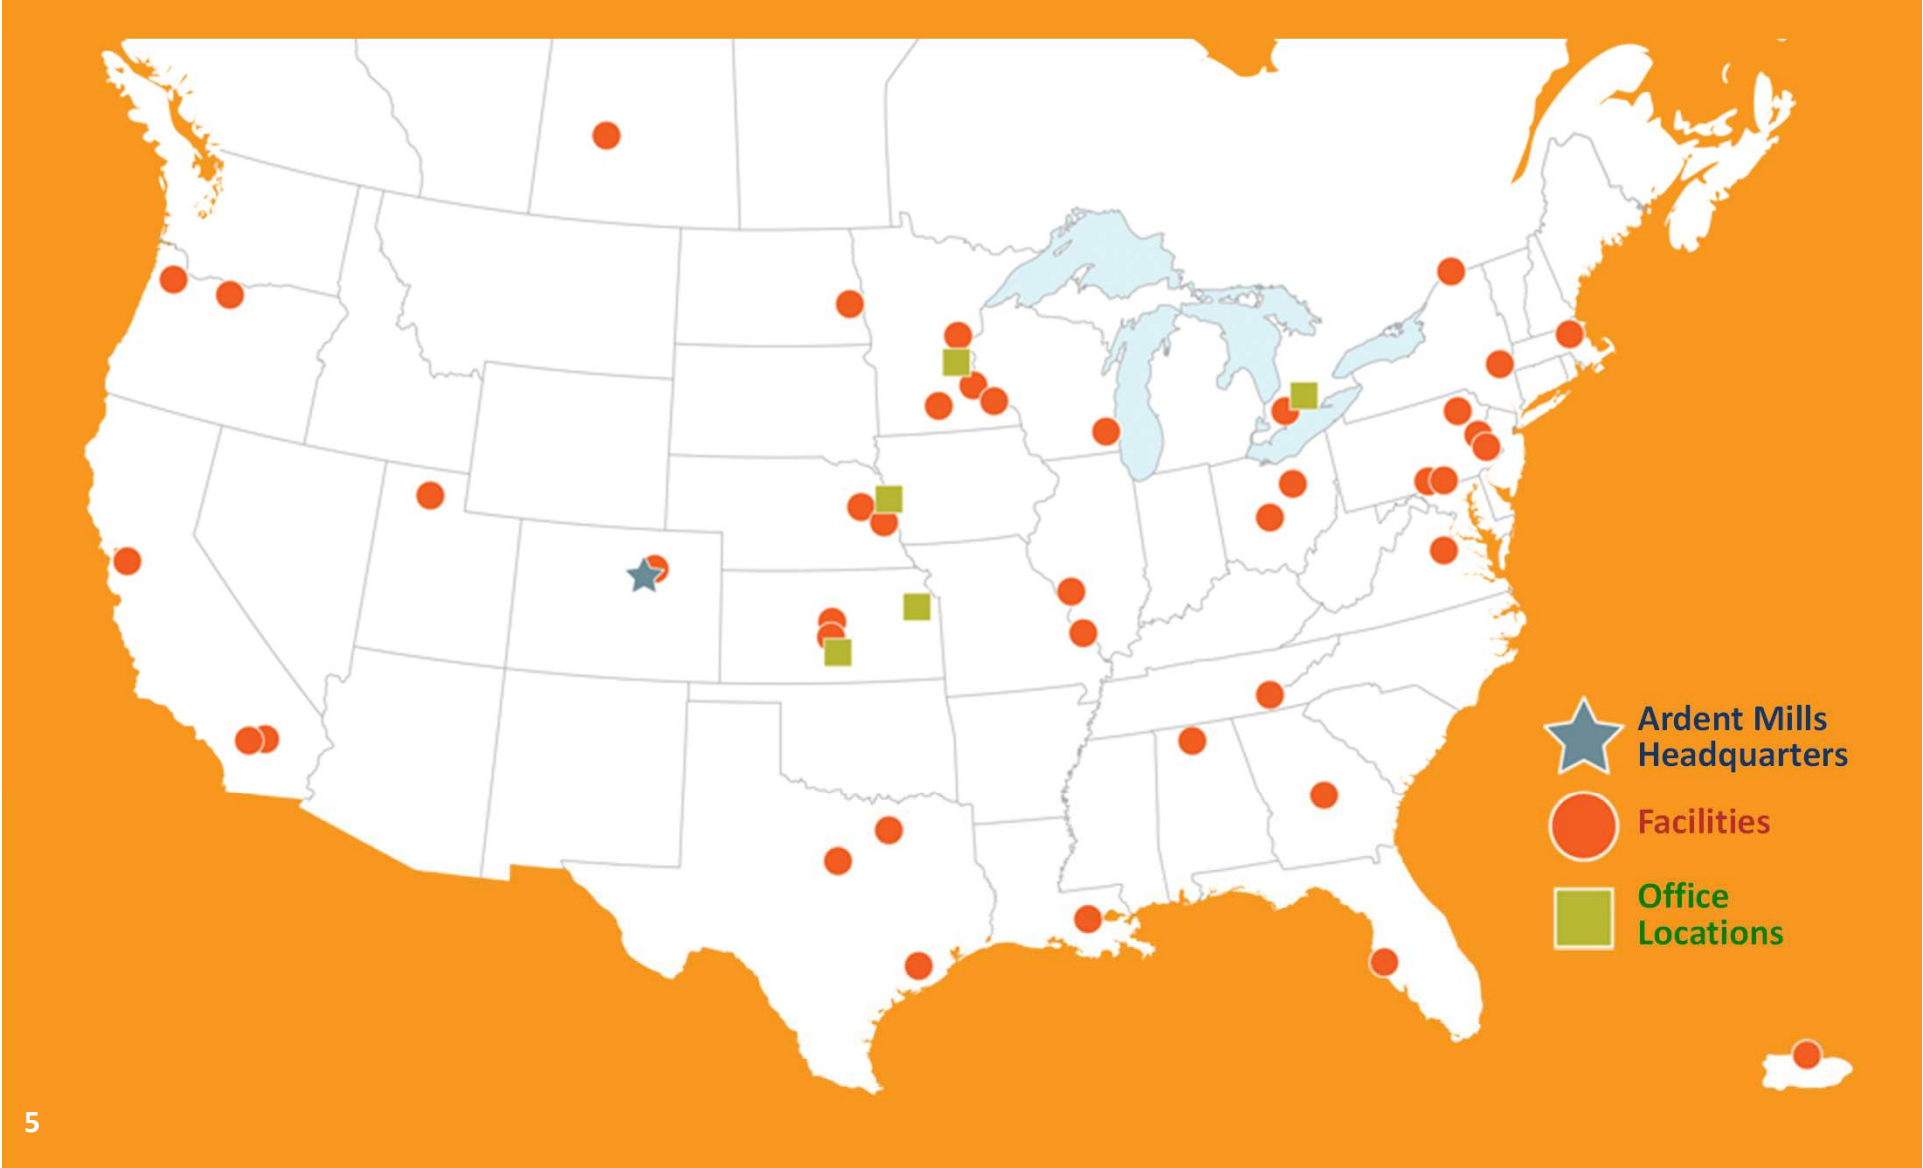 Ardent Mills
Headquarters
Facilities
Office
Locations
5